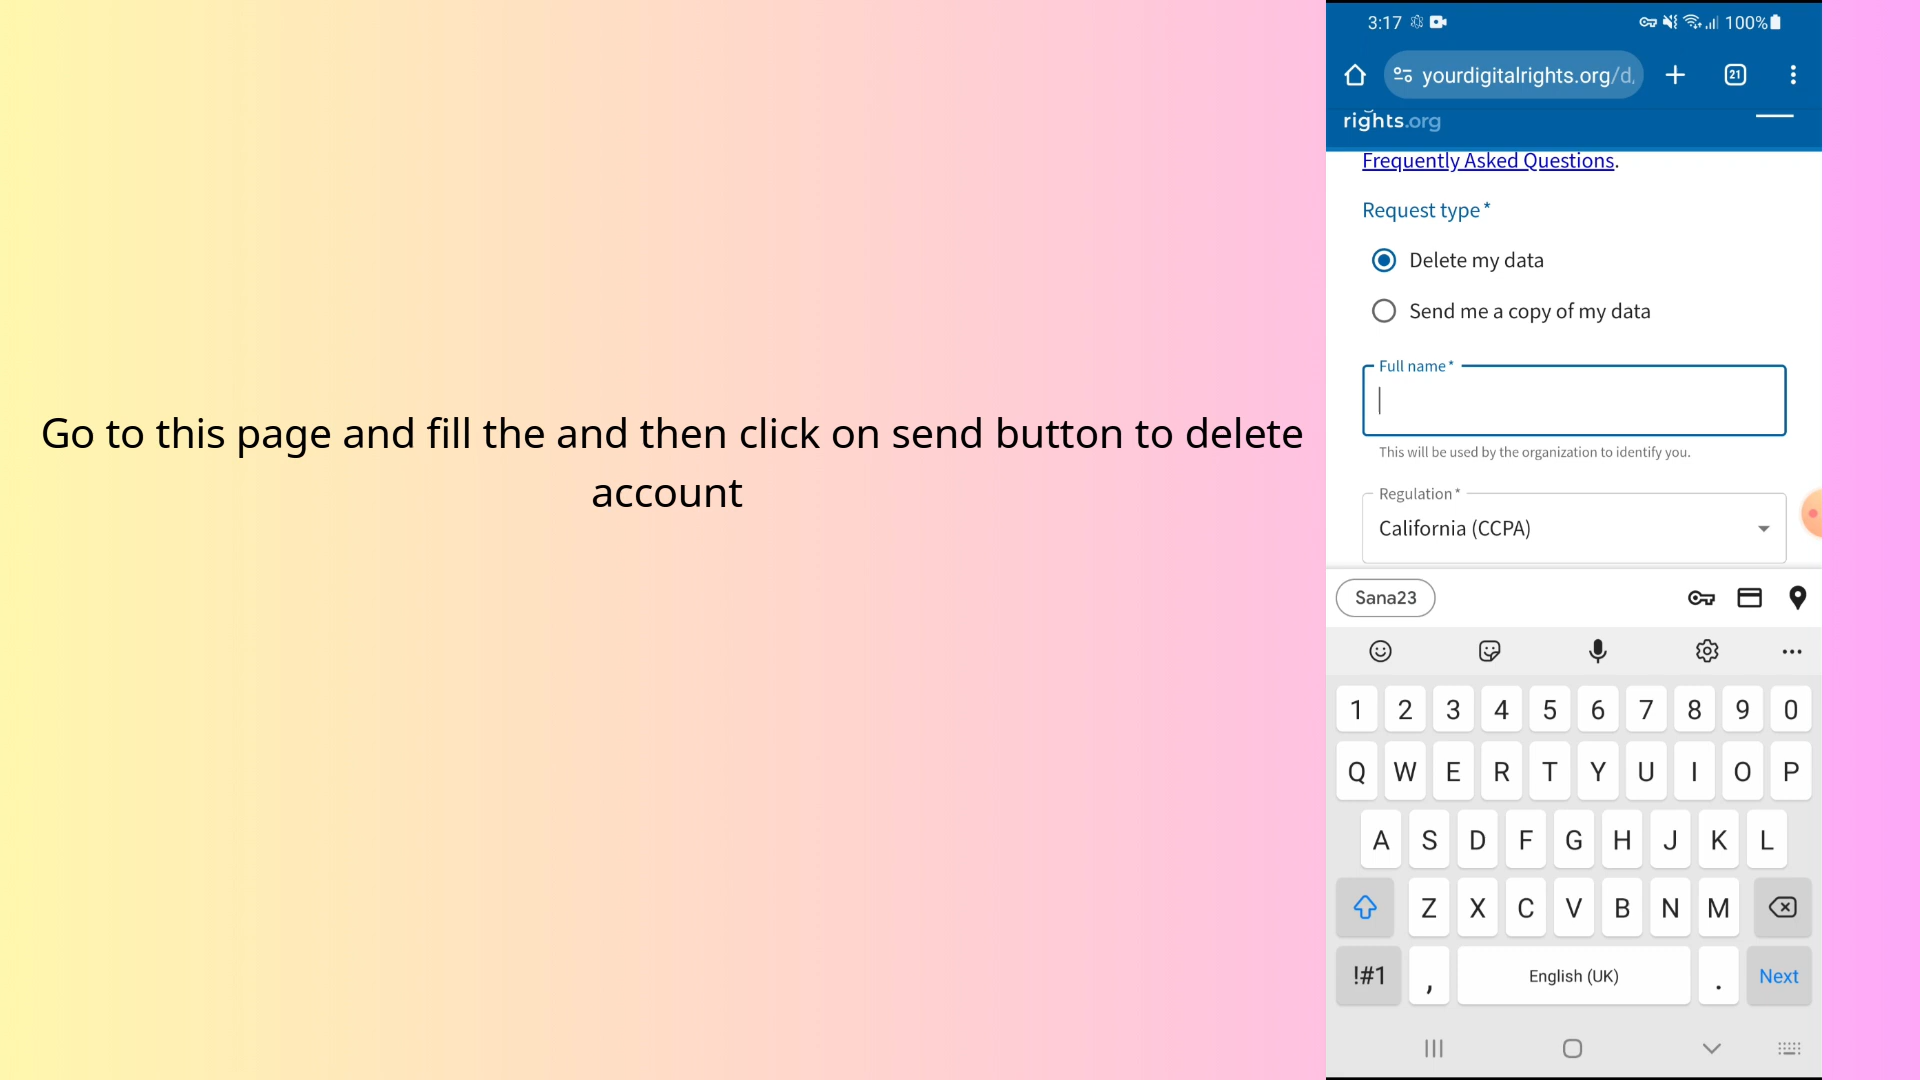 Go to this page and fill the and then click on send button to delete
account
3:17
100%
yourdigitalrights.org/d
21
rights.org
Frequently Asked Questions.
Request type*
Delete my data
Send me a copy of my data
Full name*
This will be used by the organization to identify you.
Regulation*
California (CCPA)
Sana23
1 2 3 4 5 6 7 8 9 0
Q W E R T Y U I O P
A S D F G H J K L
Z X C V B N M
!#1 , English (UK) . Next